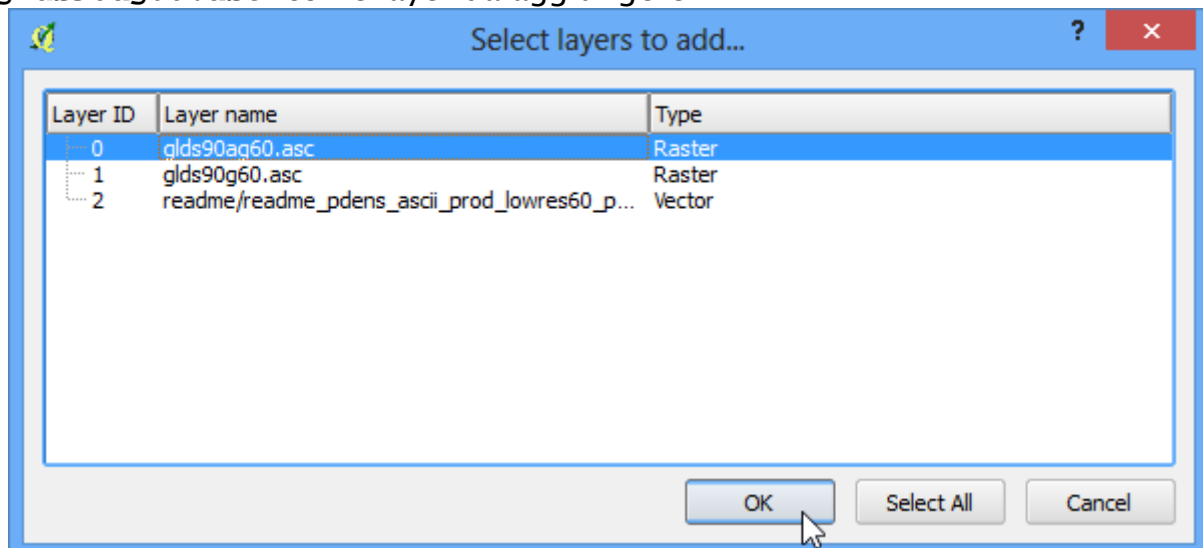 Select layers to add...
?
×
Layer ID Layer name Type
0 glds90ag60.asc Raster
1 glds90g60.asc Raster
2 readme/readme_pdens_ascii_prod_lowres60_p... Vector
OK Select All Cancel